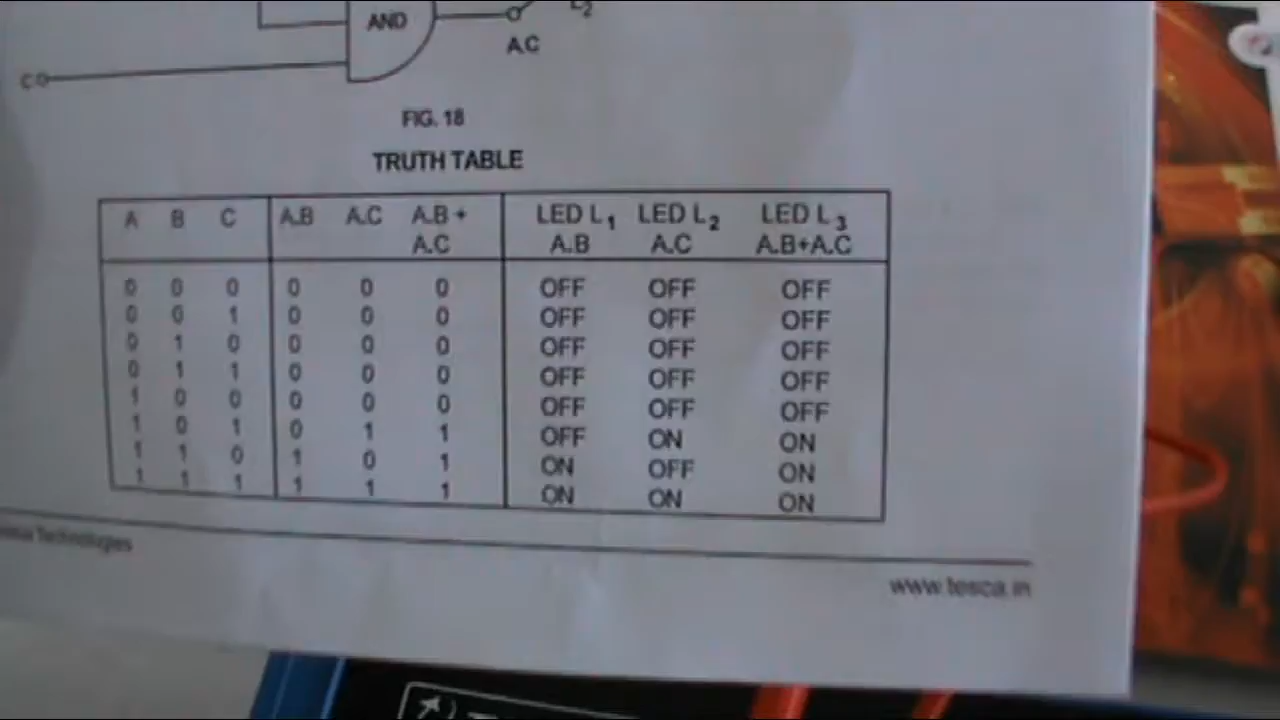 L2
AND
A.C
C
FIG. 18
TRUTH TABLE
A B C A.B A.C A.B + A.C LED L1 A.B LED L2 A.C LED L3 A.B+A.C
0 0 0 0 0 0 OFF OFF OFF
0 0 1 0 0 0 OFF OFF OFF
0 1 0 0 0 0 OFF OFF OFF
0 1 1 0 0 0 OFF OFF OFF
1 0 0 0 0 0 OFF OFF OFF
1 0 1 0 1 1 OFF ON ON
1 1 0 1 0 1 ON OFF ON
1 1 1 1 1 1 ON ON ON
Technologies
www.tesca.in